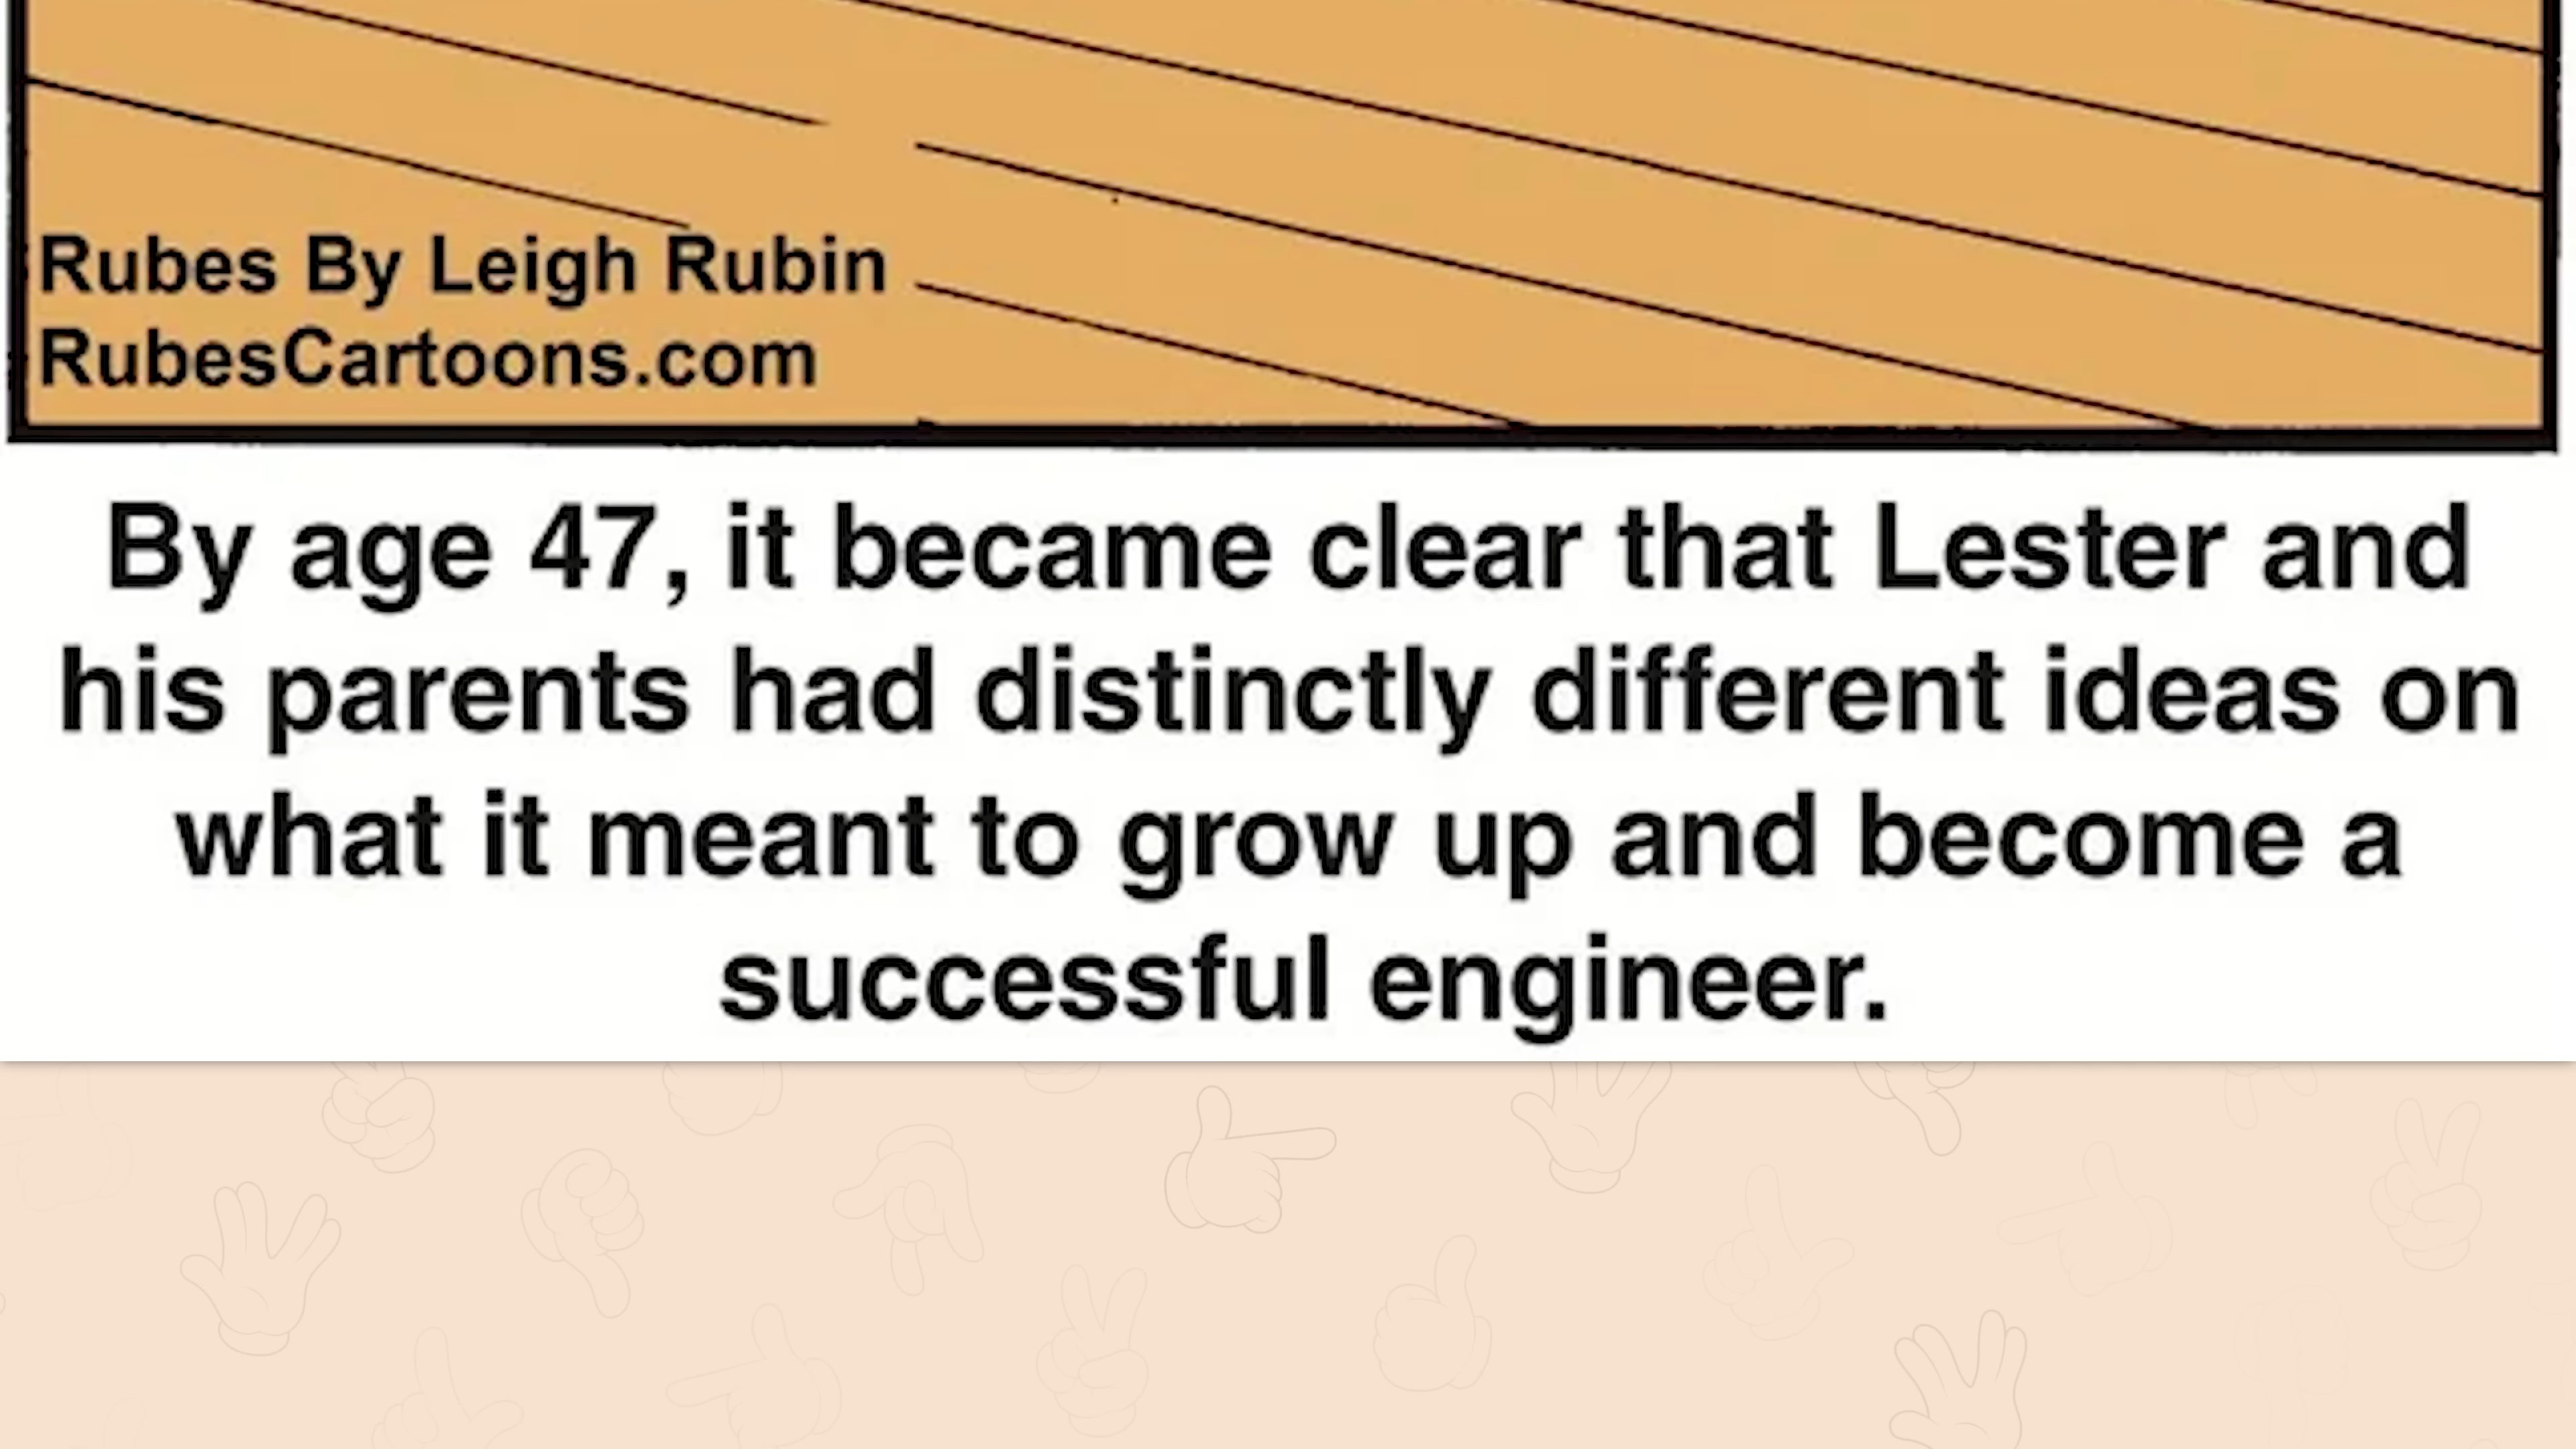 Rubes By Leigh Rubin
RubesCartoons.com
By age 47, it became clear that Lester and
his parents had distinctly different ideas on
what it meant to grow up and become a
successful engineer.